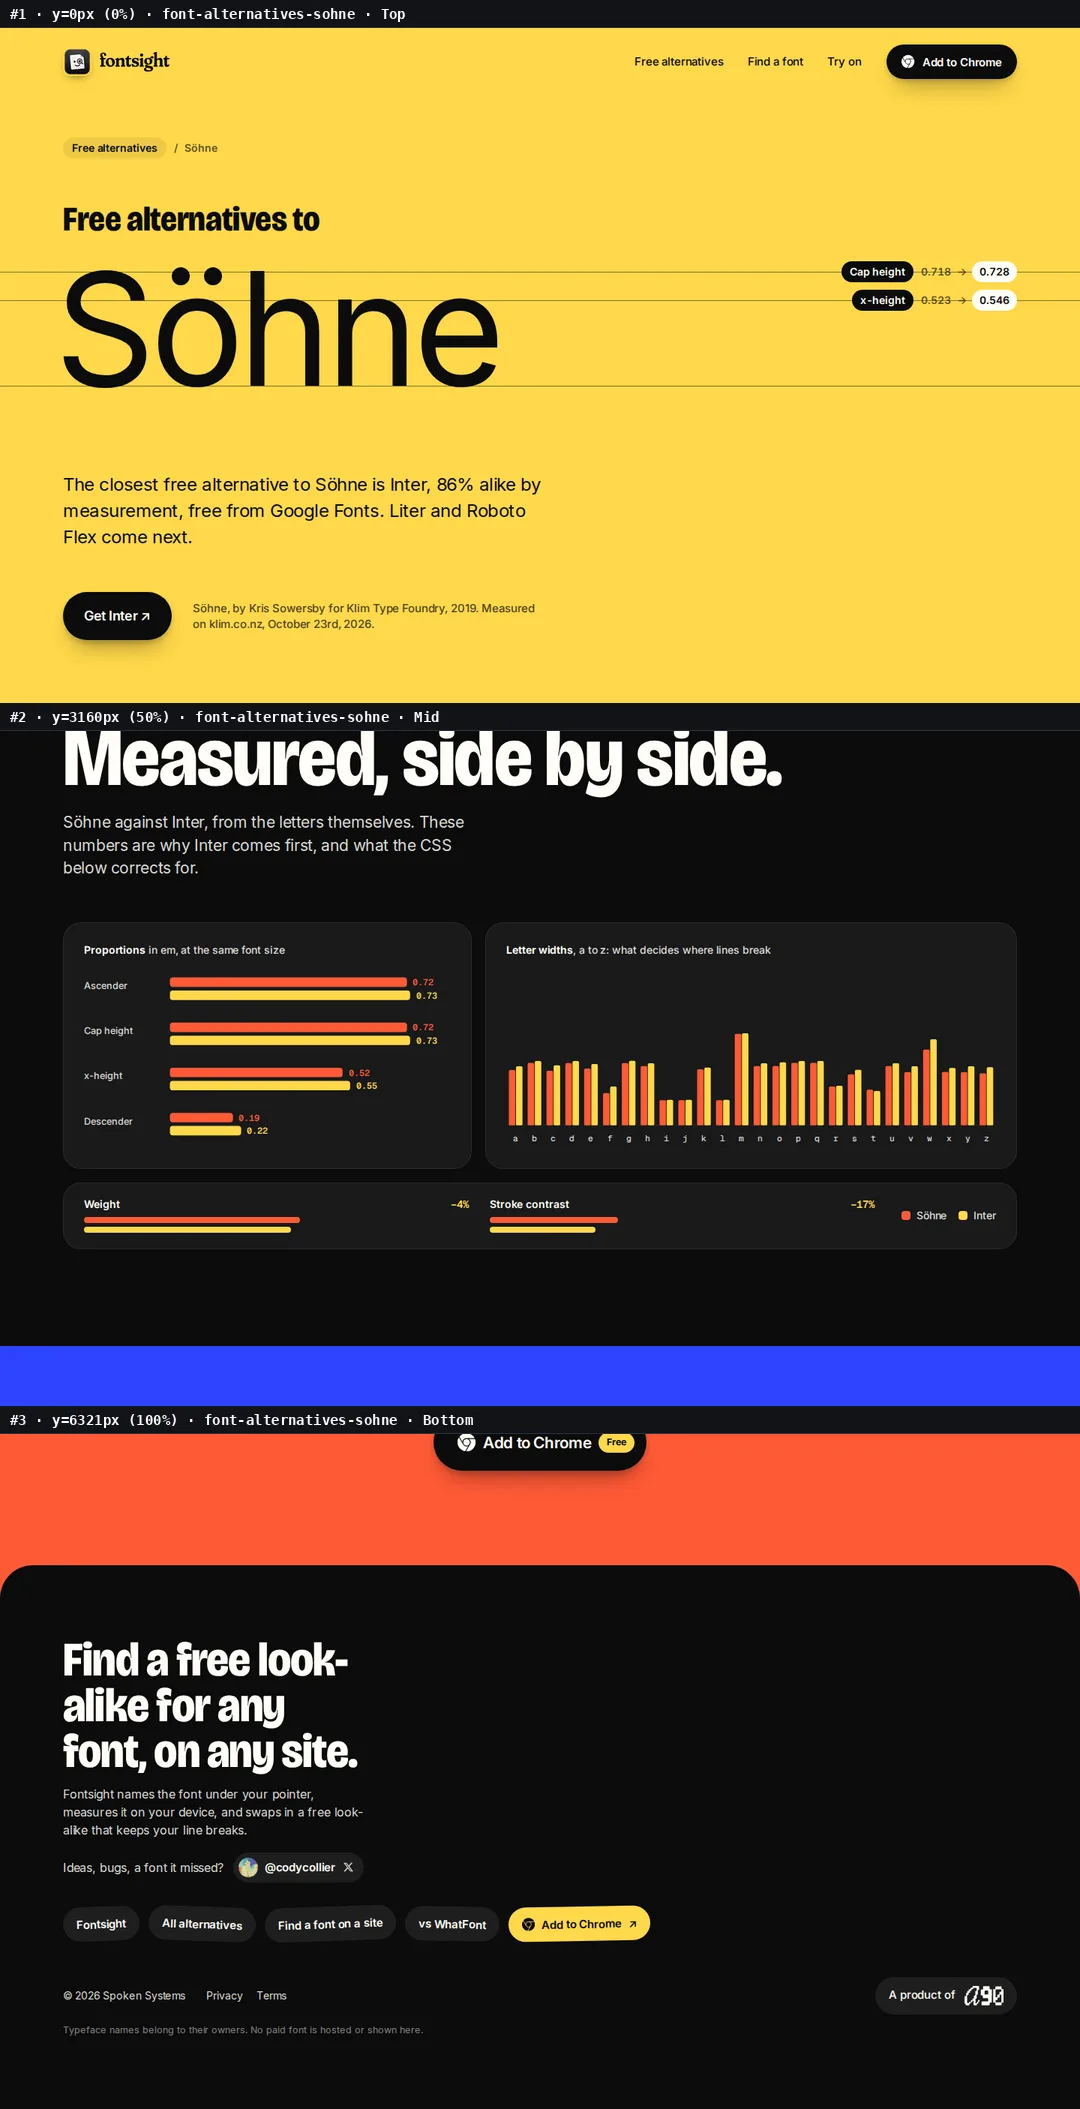 #1 · y=0px (0%) · font-alternatives-sohne · Top
fontsight
Free alternatives
Find a font
Try on
Add to Chrome
Free alternatives / Söhne
Free alternatives to
Söhne
Cap height 0.718 → 0.728
x-height 0.523 → 0.546
The closest free alternative to Söhne is Inter, 86% alike by
measurement, free from Google Fonts. Liter and Roboto
Flex come next.
Get Inter ↗
Söhne, by Kris Sowersby for Klim Type Foundry, 2019. Measured
on klim.co.nz, October 23rd, 2026.
#2 · y=3160px (50%) · font-alternatives-sohne · Mid
Measured, side by side.
Söhne against Inter, from the letters themselves. These
numbers are why Inter comes first, and what the CSS
below corrects for.
Proportions in em, at the same font size
Ascender
0.72
0.73
Cap height
0.72
0.73
x-height
0.52
0.55
Descender
0.19
0.22
Letter widths, a to z: what decides where lines break
a b c d e f g h i j k l m n o p q r s t u v w x y z
Weight
−4%
Stroke contrast
−17%
Söhne
Inter
#3 · y=6321px (100%) · font-alternatives-sohne · Bottom
Add to Chrome Free
Find a free look-
alike for any
font, on any site.
Fontsight names the font under your pointer,
measures it on your device, and swaps in a free look-
alike that keeps your line breaks.
Ideas, bugs, a font it missed? @codycollier 𝕏
Fontsight
All alternatives
Find a font on a site
vs WhatFont
Add to Chrome ↗
© 2026 Spoken Systems
Privacy
Terms
A product of a90
Typeface names belong to their owners. No paid font is hosted or shown here.